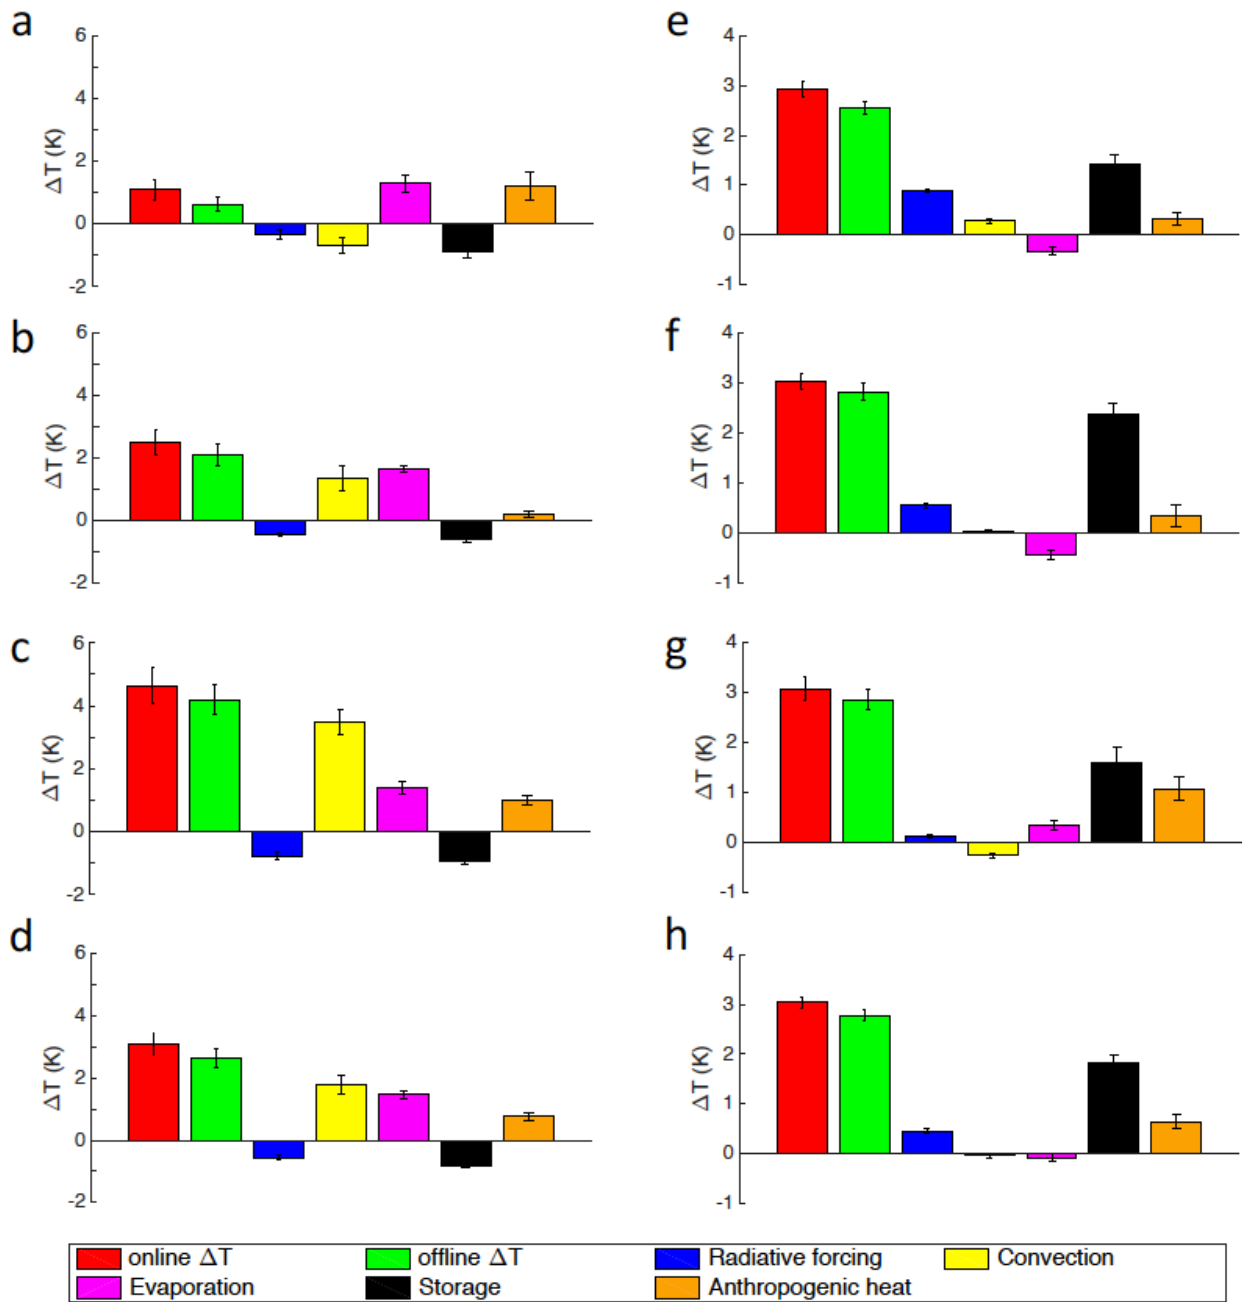 a
6
4
2
0
-2
ΔT (K)
e
4
3
2
1
0
-1
ΔT (K)
b
6
4
2
0
-2
ΔT (K)
f
4
3
2
1
0
-1
ΔT (K)
c
6
4
2
0
-2
ΔT (K)
g
4
3
2
1
0
-1
ΔT (K)
d
6
4
2
0
-2
ΔT (K)
h
4
3
2
1
0
-1
ΔT (K)
online ΔT offline ΔT Radiative forcing Convection
Evaporation Storage Anthropogenic heat